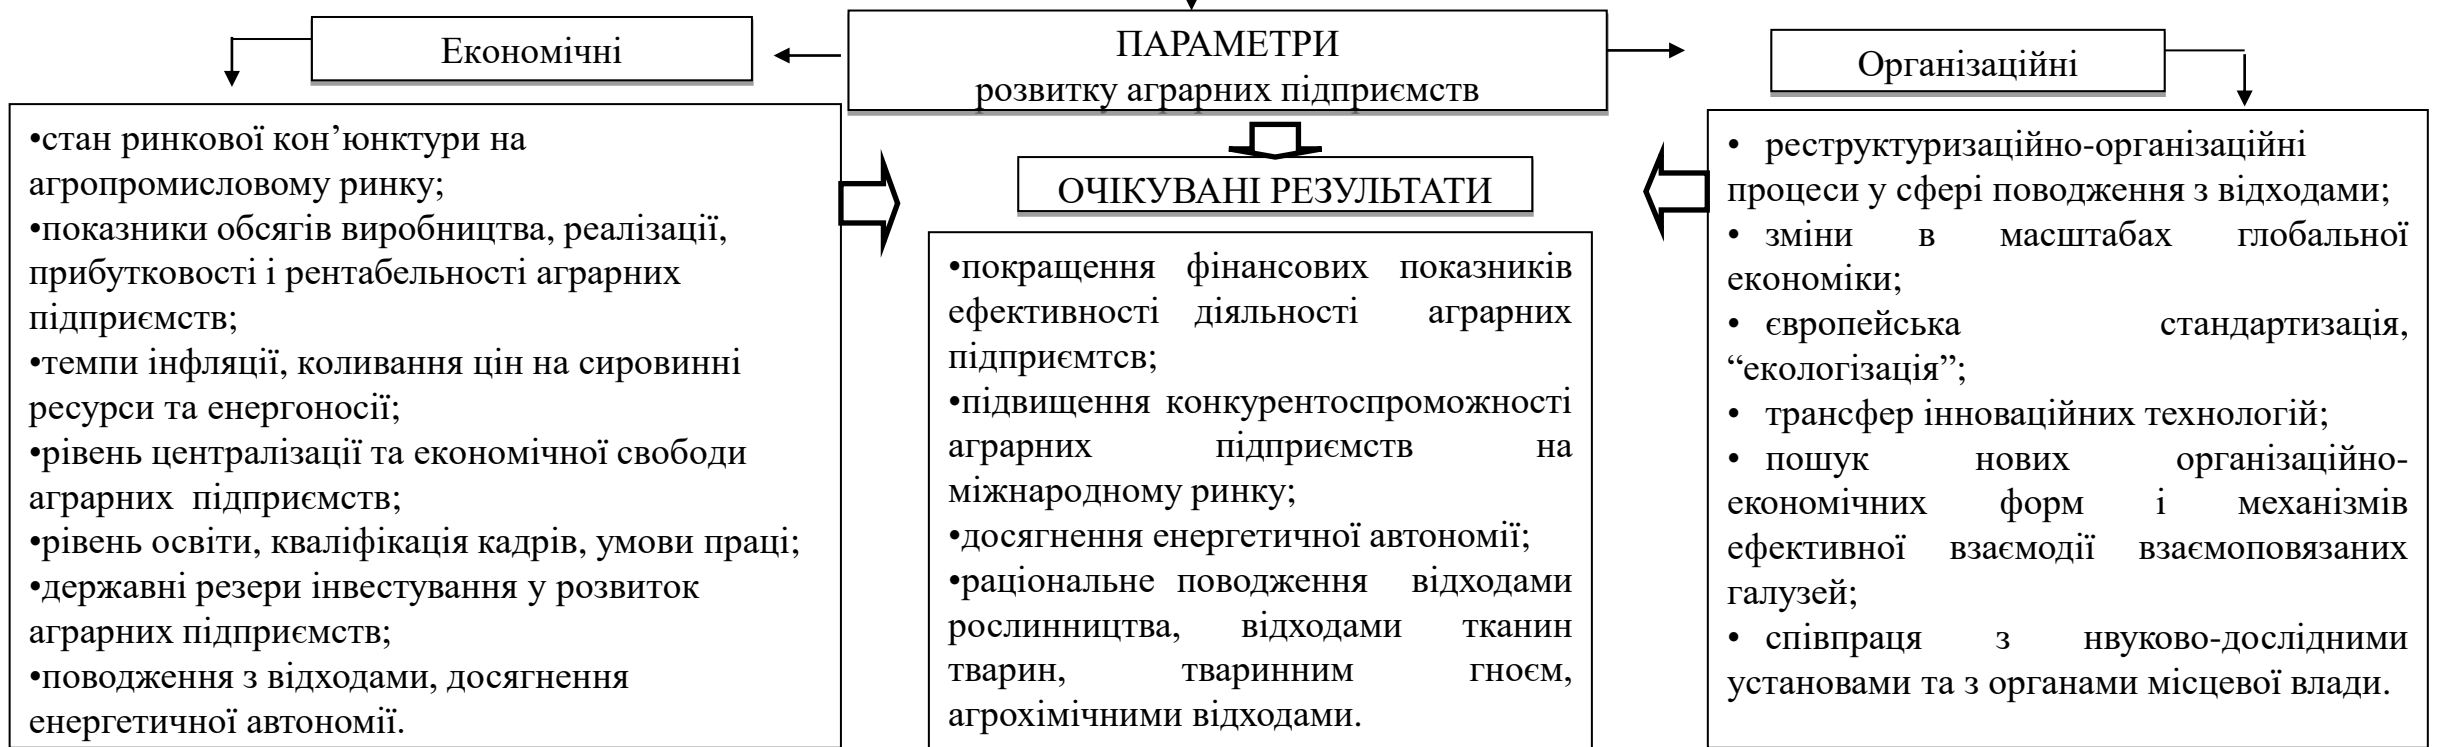 Економічні
ПАРАМЕТРИ
розвитку аграрних підприємств
Організаційні
•стан ринкової кон’юнктури на
агропромисловому ринку;
•показники обсягів виробництва, реалізації,
прибутковості і рентабельності аграрних
підприємств;
•темпи інфляції, коливання цін на сировинні
ресурси та енергоносії;
•рівень централізації та економічної свободи
аграрних підприємств;
•рівень освіти, кваліфікація кадрів, умови праці;
•державні резери інвестування у розвиток
аграрних підприємств;
•поводження з відходами, досягнення
енергетичної автономії.
ОЧІКУВАНІ РЕЗУЛЬТАТИ
•покращення фінансових показників
ефективності діяльності аграрних
підприємтсв;
•підвищення конкурентоспроможності
аграрних підприємств на
міжнародному ринку;
•досягнення енергетичної автономії;
•раціональне поводження відходами
рослинництва, відходами тканин
тварин, тваринним гноєм,
агрохімічними відходами.
• реструктуризаційно-організаційні
процеси у сфері поводження з відходами;
• зміни в масштабах глобальної
економіки;
• європейська стандартизація,
“екологізація”;
• трансфер інноваційних технологій;
• пошук нових організаційно-
економічних форм і механізмів
ефективної взаємодії взаємоповязаних
галузей;
• співпраця з нвуково-дослідними
установами та з органами місцевої влади.